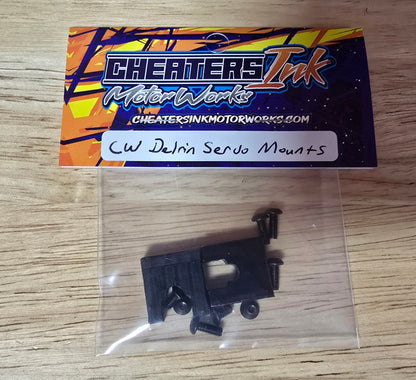 CHEATERS Ink
MotorWorks
CHEATERSINKMOTORWORKS.COM
CW Delrin Servo Mounts